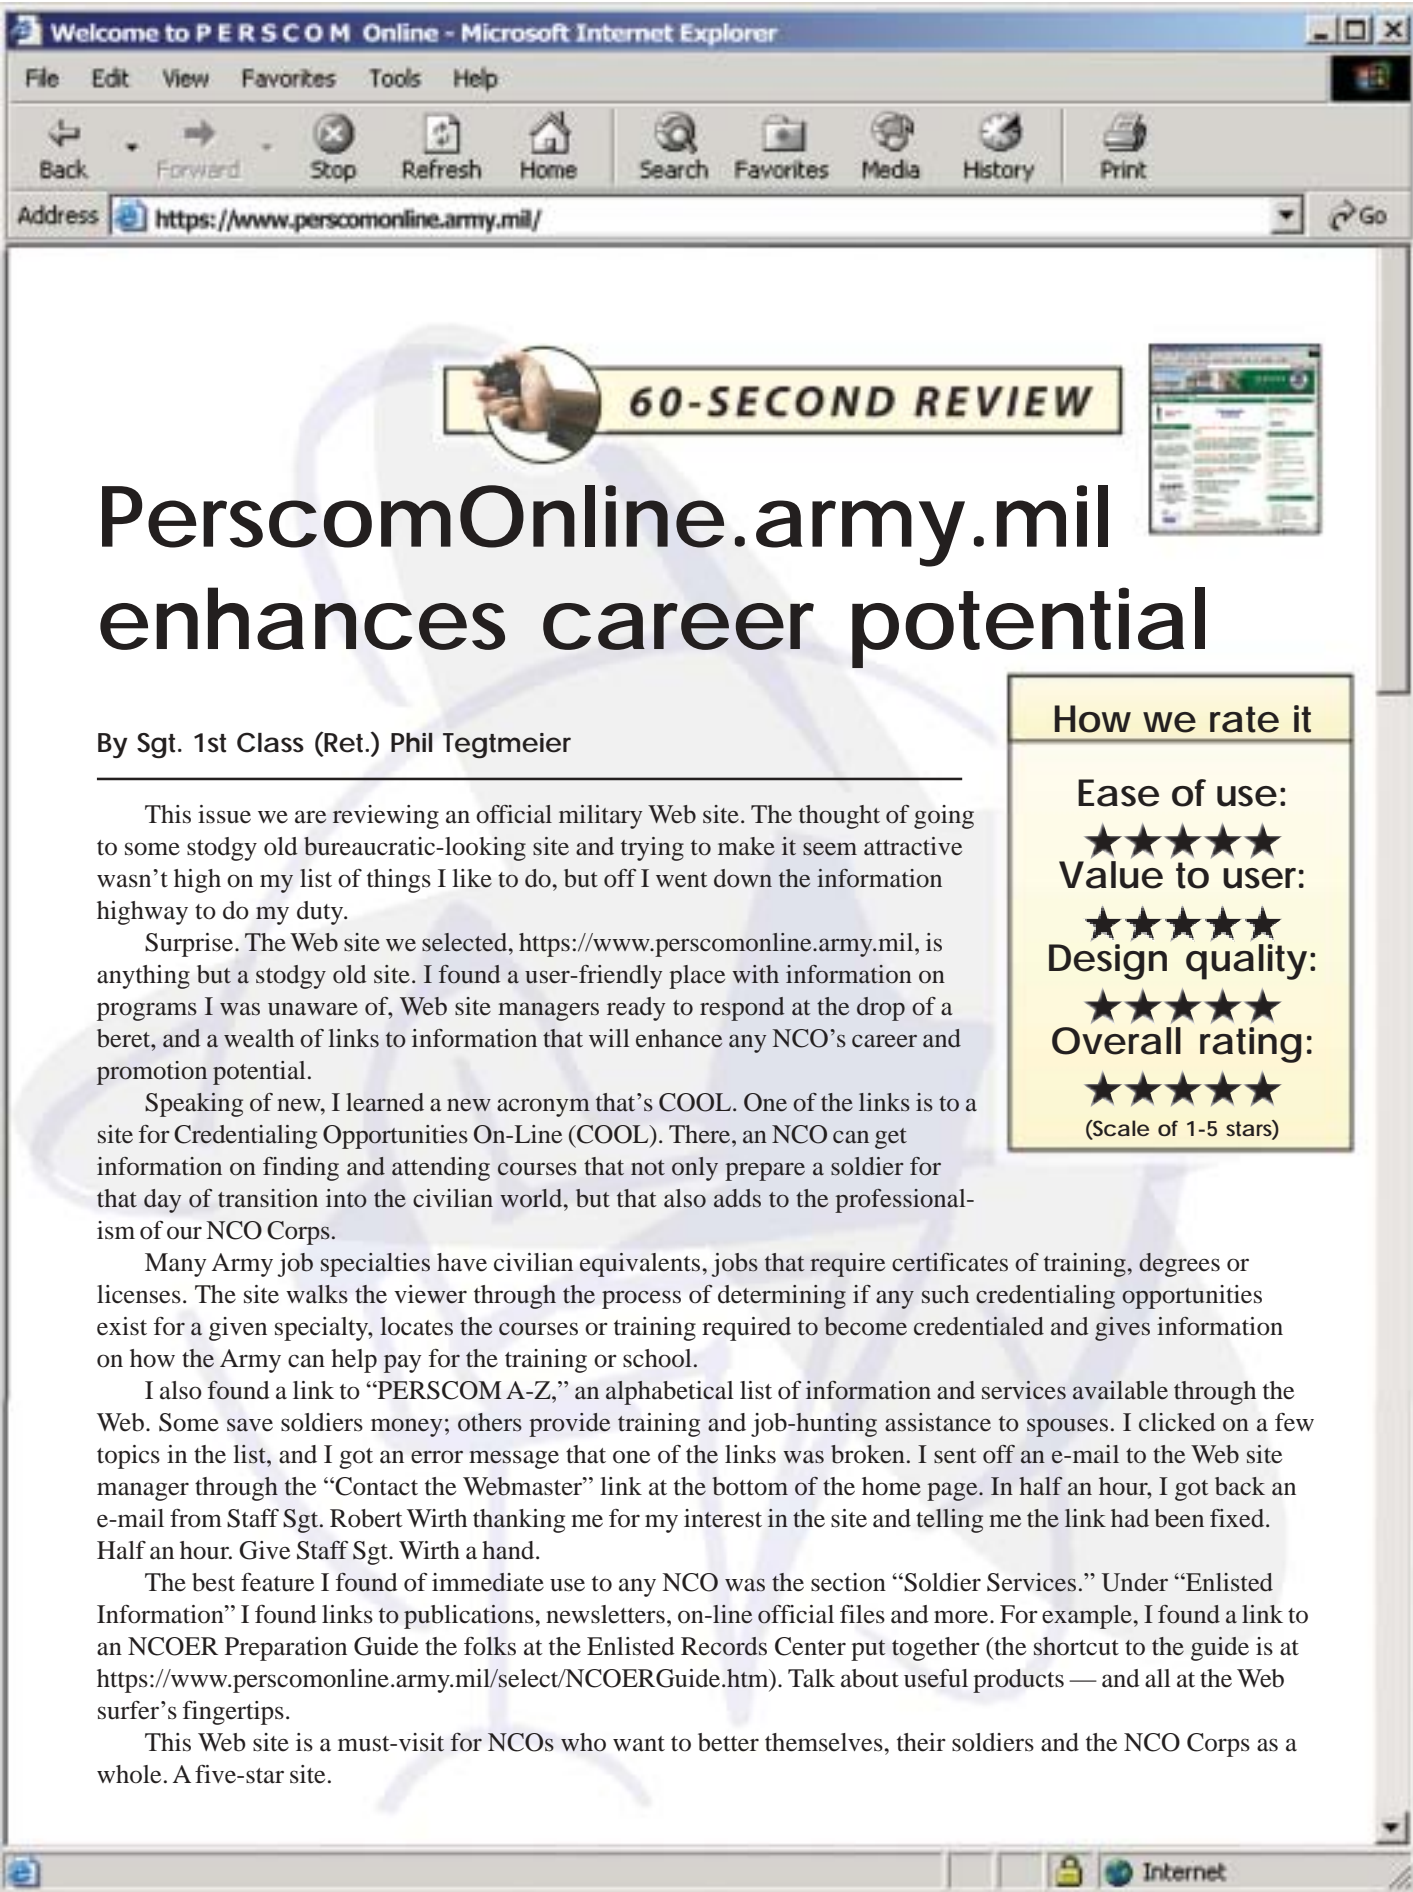 Welcome to P E R S C O M Online - Microsoft Internet Explorer
File Edit View Favorites Tools Help
Back Forward Stop Refresh Home Search Favorites Media History Print
Address https://www.perscomonline.army.mil/ Go
60-SECOND REVIEW
PerscomOnline.army.mil
enhances career potential
By Sgt. 1st Class (Ret.) Phil Tegtmeier
This issue we are reviewing an official military Web site. The thought of going
to some stodgy old bureaucratic-looking site and trying to make it seem attractive
wasn't high on my list of things I like to do, but off I went down the information
highway to do my duty.
Surprise. The Web site we selected, https://www.perscomonline.army.mil, is
anything but a stodgy old site. I found a user-friendly place with information on
programs I was unaware of, Web site managers ready to respond at the drop of a
beret, and a wealth of links to information that will enhance any NCO's career and
promotion potential.
Speaking of new, I learned a new acronym that's COOL. One of the links is to a
site for Credentialing Opportunities On-Line (COOL). There, an NCO can get
information on finding and attending courses that not only prepare a soldier for
that day of transition into the civilian world, but that also adds to the professional-
ism of our NCO Corps.
Many Army job specialties have civilian equivalents, jobs that require certificates of training, degrees or
licenses. The site walks the viewer through the process of determining if any such credentialing opportunities
exist for a given specialty, locates the courses or training required to become credentialed and gives information
on how the Army can help pay for the training or school.
I also found a link to “PERSCOM A-Z,” an alphabetical list of information and services available through the
Web. Some save soldiers money; others provide training and job-hunting assistance to spouses. I clicked on a few
topics in the list, and I got an error message that one of the links was broken. I sent off an e-mail to the Web site
manager through the “Contact the Webmaster” link at the bottom of the home page. In half an hour, I got back an
e-mail from Staff Sgt. Robert Wirth thanking me for my interest in the site and telling me the link had been fixed.
Half an hour. Give Staff Sgt. Wirth a hand.
The best feature I found of immediate use to any NCO was the section “Soldier Services.” Under “Enlisted
Information” I found links to publications, newsletters, on-line official files and more. For example, I found a link to
an NCOER Preparation Guide the folks at the Enlisted Records Center put together (the shortcut to the guide is at
https://www.perscomonline.army.mil/select/NCOERGuide.htm). Talk about useful products — and all at the Web
surfer's fingertips.
This Web site is a must-visit for NCOs who want to better themselves, their soldiers and the NCO Corps as a
whole. A five-star site.
How we rate it
Ease of use:
★★★★★
Value to user:
★★★★★
Design quality:
★★★★★
Overall rating:
★★★★★
(Scale of 1-5 stars)
Internet